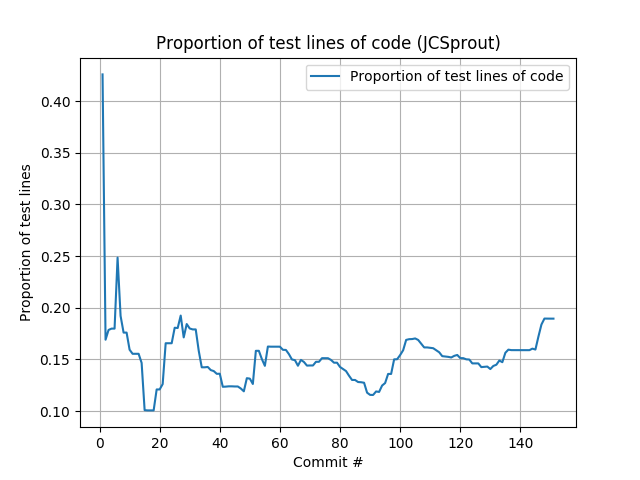 Proportion of test lines of code (JCSprout)
Proportion of test lines of code
Proportion of test lines
0.40
0.35
0.30
0.25
0.20
0.15
0.10
0 20 40 60 80 100 120 140
Commit #